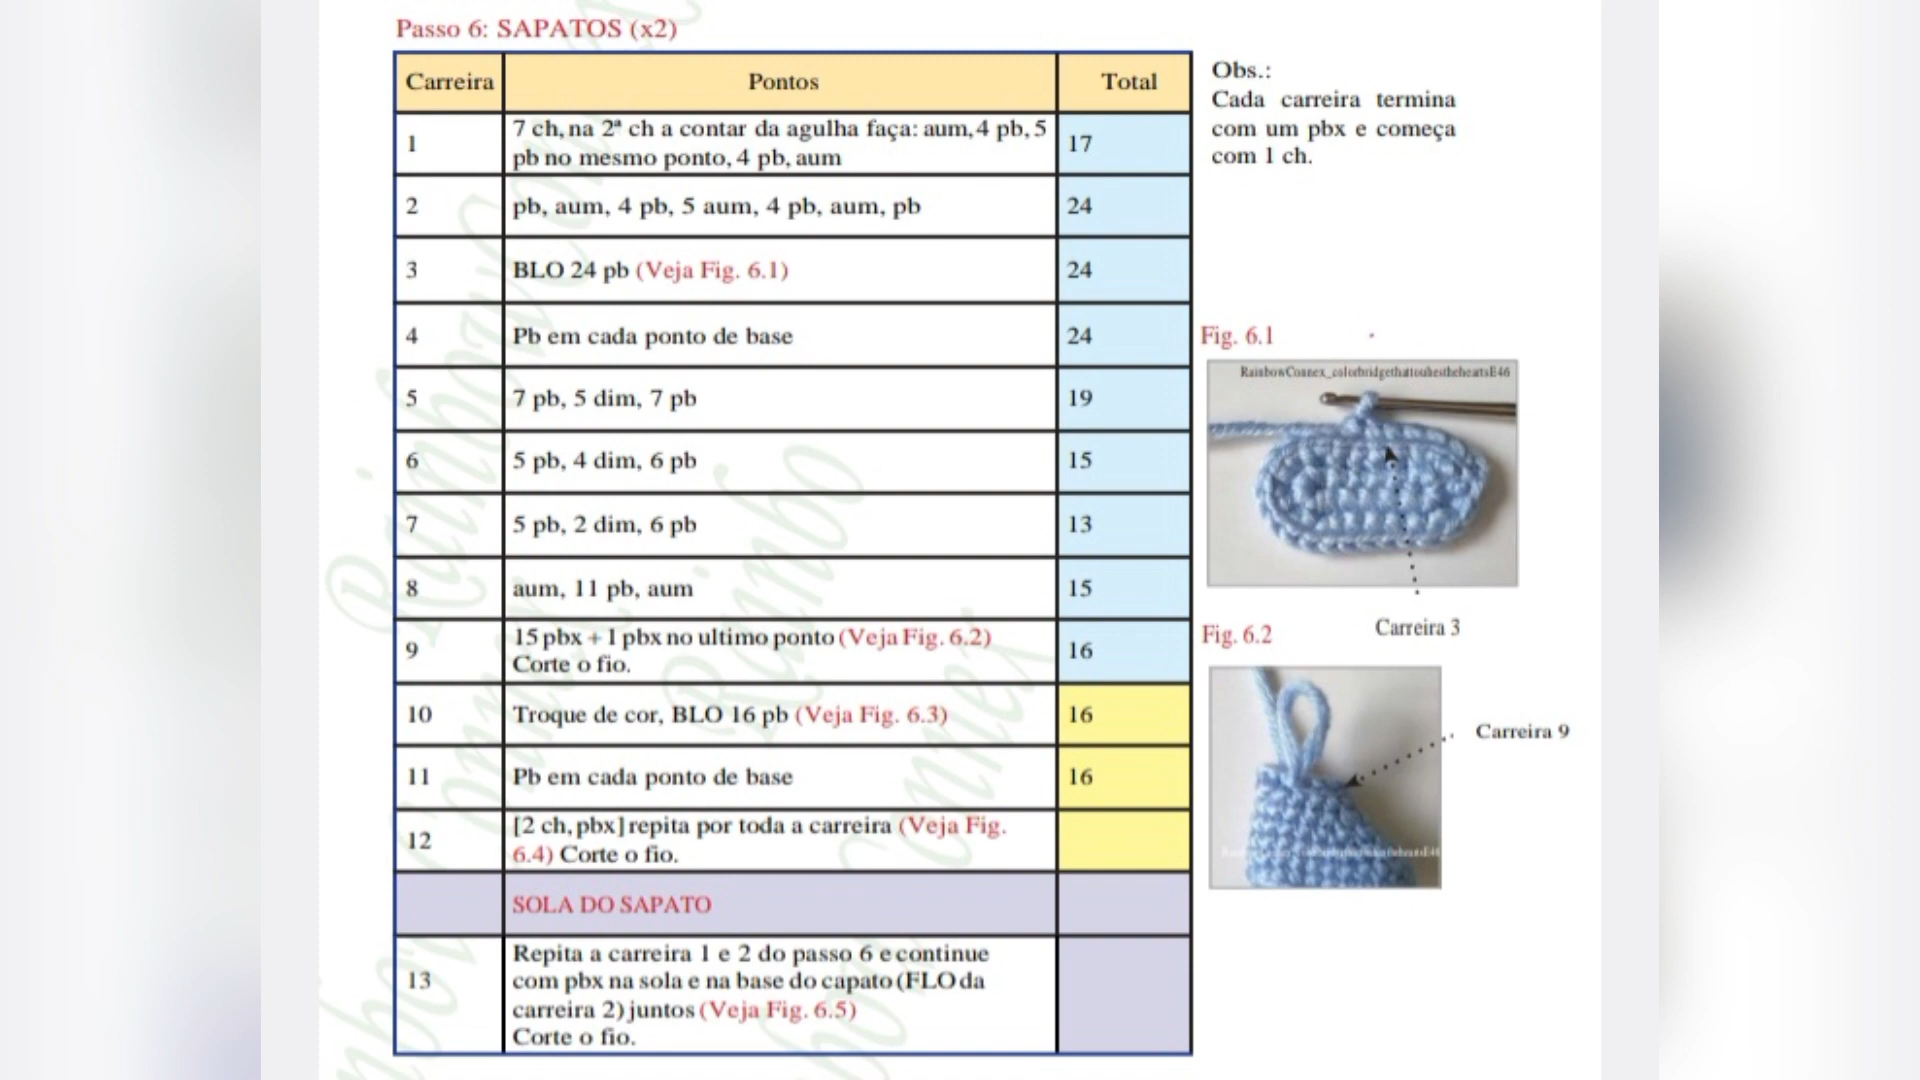 Passo 6: SAPATOS (x2)
Carreira Pontos Total
1 7 ch, na 2ª ch a contar da agulha faça: aum, 4 pb, 5
pb no mesmo ponto, 4 pb, aum 17
2 pb, aum, 4 pb, 5 aum, 4 pb, aum, pb 24
3 BLO 24 pb (Veja Fig. 6.1) 24
4 Pb em cada ponto de base 24
5 7 pb, 5 dim, 7 pb 19
6 5 pb, 4 dim, 6 pb 15
7 5 pb, 2 dim, 6 pb 13
8 aum, 11 pb, aum 15
9 15 pbx + 1 pbx no ultimo ponto (Veja Fig. 6.2)
Corte o fio. 16
10 Troque de cor, BLO 16 pb (Veja Fig. 6.3) 16
11 Pb em cada ponto de base 16
12 [2 ch, pbx] repita por toda a carreira (Veja Fig.
6.4) Corte o fio.
SOLA DO SAPATO
13 Repita a carreira 1 e 2 do passo 6 e continue
com pbx na sola e na base do capato (FLO da
carreira 2) juntos (Veja Fig. 6.5)
Corte o fio.
Obs.:
Cada carreira termina
com um pbx e começa
com 1 ch.
Fig. 6.1
Carreira 3
Fig. 6.2
Carreira 9